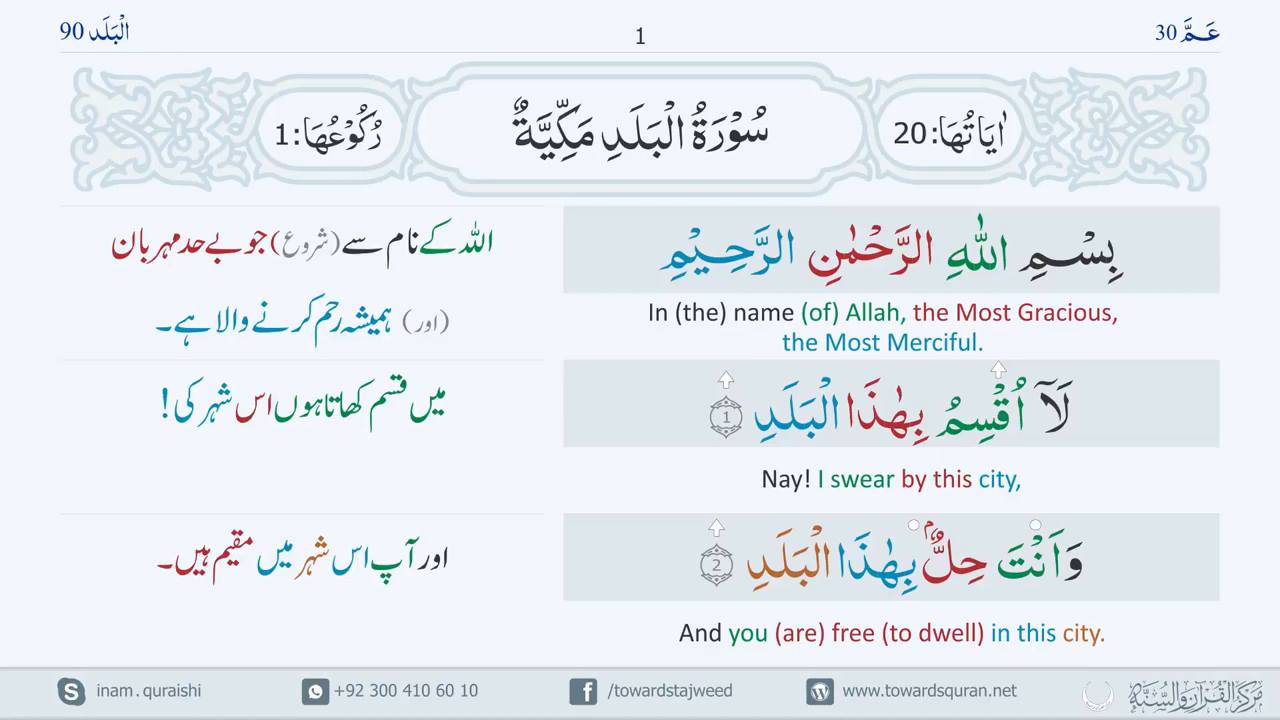 الْبَلَد 90
1
عَمَّ 30
رُكُوْعُهَا: 1
سُوْرَةُ الْبَلَدِ مَكِّيَّةٌ
اٰيَاتُهَا: 20
بِسْمِ اللّٰهِ الرَّحْمٰنِ الرَّحِيْمِ
اللہ کے نام سے (شروع) جو بے حد مہربان
In (the) name (of) Allah, the Most Gracious,
(اور) ہمیشہ رحم کرنے والا ہے۔
the Most Merciful.
لَآ اُقْسِمُ بِهٰذَا الْبَلَدِ 1
میں قسم کھاتا ہوں اس شہر کی!
Nay! I swear by this city,
وَاَنْتَ حِلٌّۢ بِهٰذَا الْبَلَدِ 2
اور آپ اس شہر میں مقیم ہیں۔
And you (are) free (to dwell) in this city.
inam.quraishi
+92 300 410 60 10
/towardstajweed
www.towardsquran.net
مركز القرآن والسنة